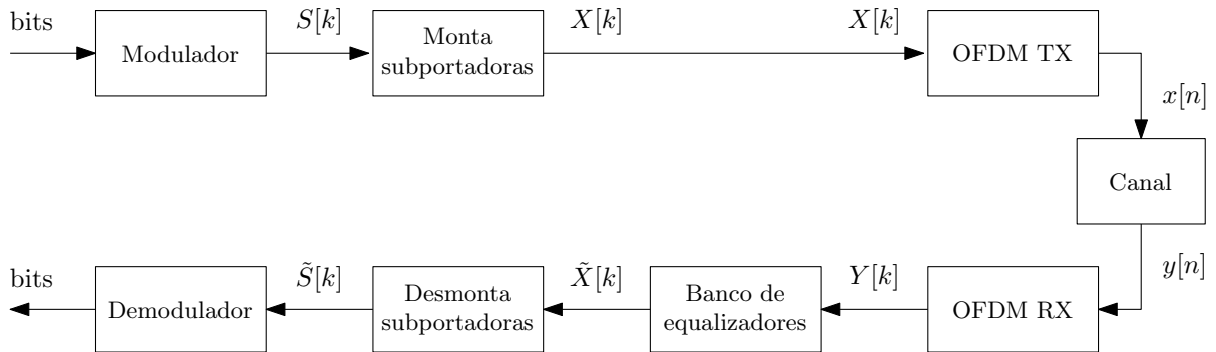 bits
S[k]
X[k]
X[k]
Modulador
Monta
subportadoras
OFDM TX
x[n]
Canal
y[n]
bits
S̃[k]
X̃[k]
Y[k]
Demodulador
Desmonta
subportadoras
Banco de
equalizadores
OFDM RX